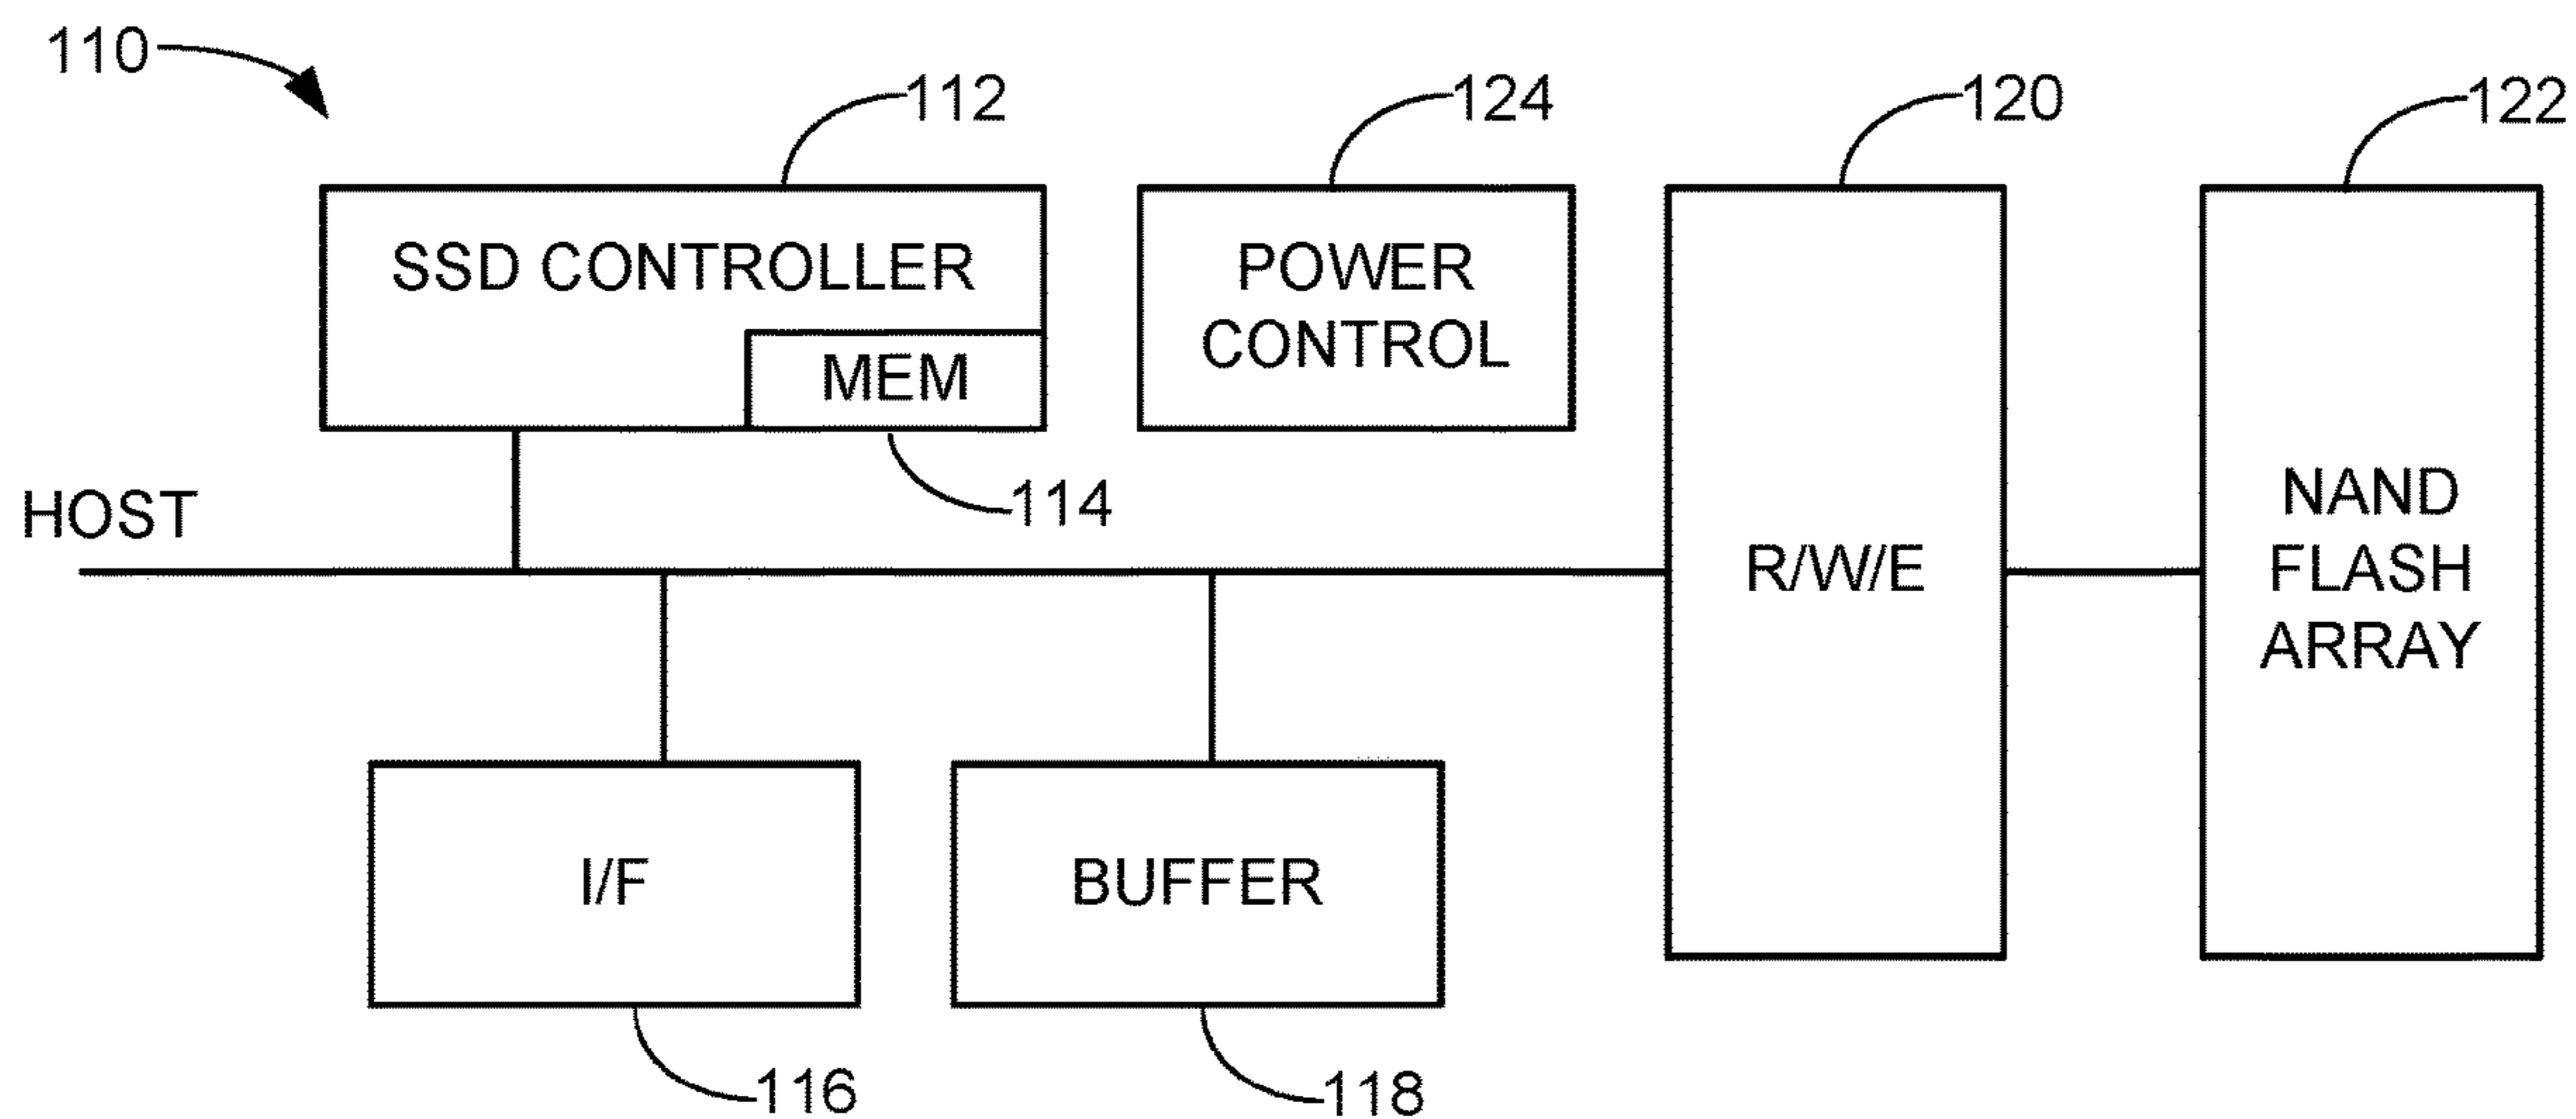 110
112
124
120
122
SSD CONTROLLER
MEM
114
POWER
CONTROL
HOST
R/W/E
NAND
FLASH
ARRAY
I/F
BUFFER
116
118